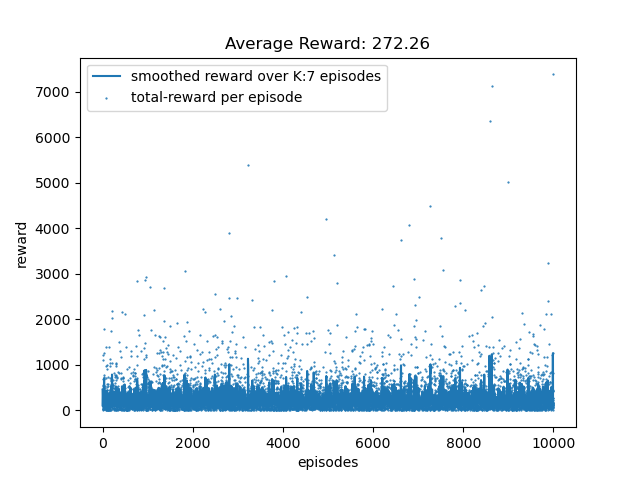 Average Reward: 272.26
smoothed reward over K:7 episodes
total-reward per episode
7000
6000
5000
4000
3000
2000
1000
0
reward
0 2000 4000 6000 8000 10000
episodes